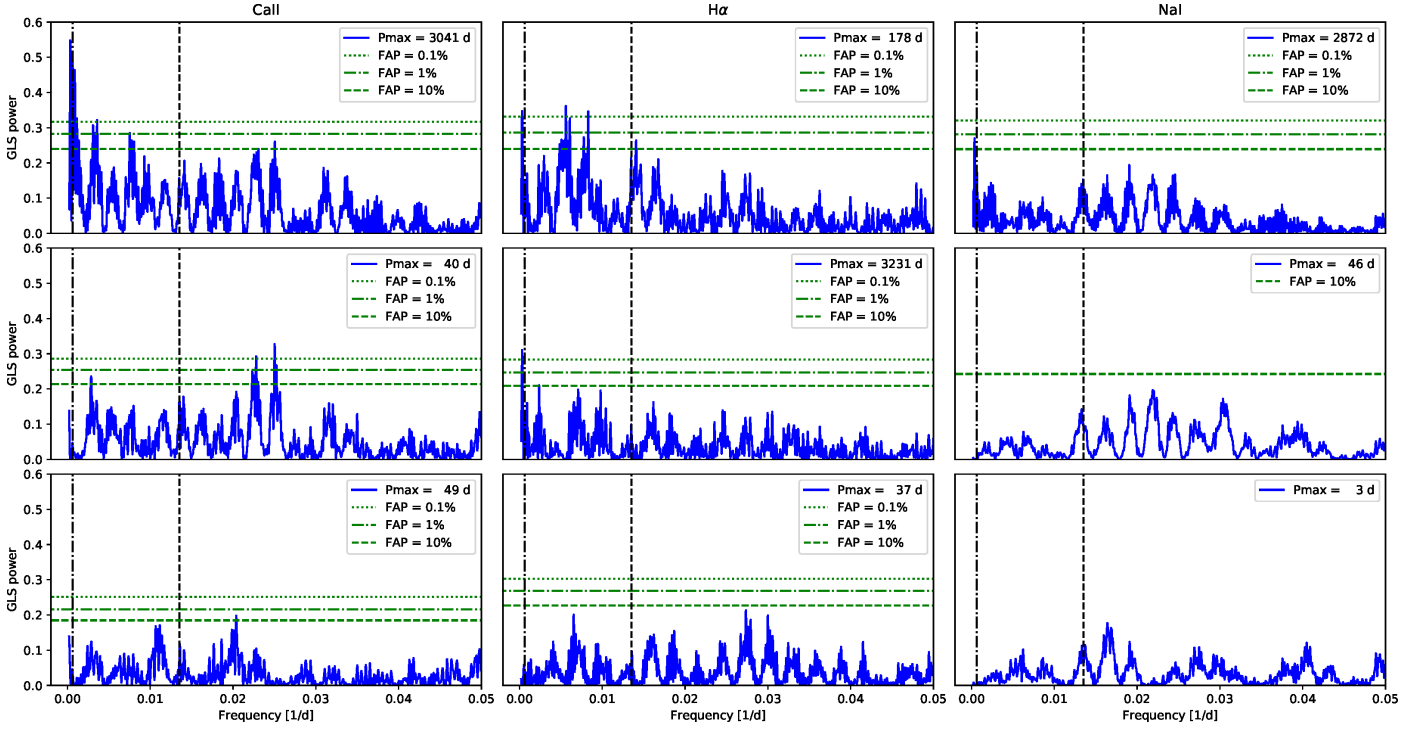 CaII
Hα
NaI
GLS power
0.6
0.5
0.4
0.3
0.2
0.1
0.0
Pmax = 3041 d
FAP = 0.1%
FAP = 1%
FAP = 10%
Pmax = 178 d
FAP = 0.1%
FAP = 1%
FAP = 10%
Pmax = 2872 d
FAP = 0.1%
FAP = 1%
FAP = 10%
GLS power
0.6
0.5
0.4
0.3
0.2
0.1
0.0
Pmax = 40 d
FAP = 0.1%
FAP = 1%
FAP = 10%
Pmax = 3231 d
FAP = 0.1%
FAP = 1%
FAP = 10%
Pmax = 46 d
FAP = 10%
GLS power
0.6
0.5
0.4
0.3
0.2
0.1
0.0
Pmax = 49 d
FAP = 0.1%
FAP = 1%
FAP = 10%
Pmax = 37 d
FAP = 0.1%
FAP = 1%
FAP = 10%
Pmax = 3 d
0.00 0.01 0.02 0.03 0.04 0.05
Frequency [1/d]
0.00 0.01 0.02 0.03 0.04 0.05
Frequency [1/d]
0.00 0.01 0.02 0.03 0.04 0.05
Frequency [1/d]